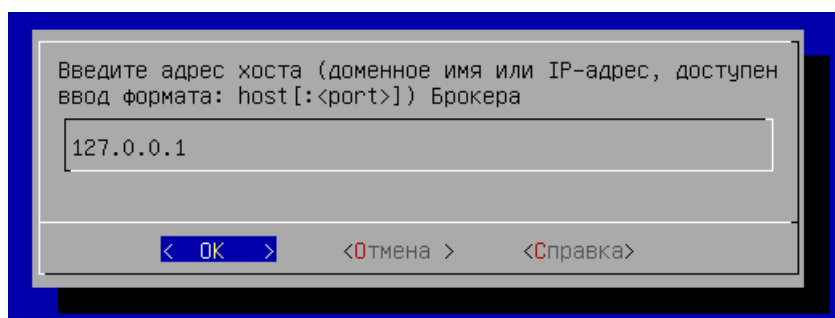 Введите адрес хоста (доменное имя или IP-адрес, доступен
ввод формата: host[:<port>]) Брокера
127.0.0.1
< OK > <Отмена > <Справка>